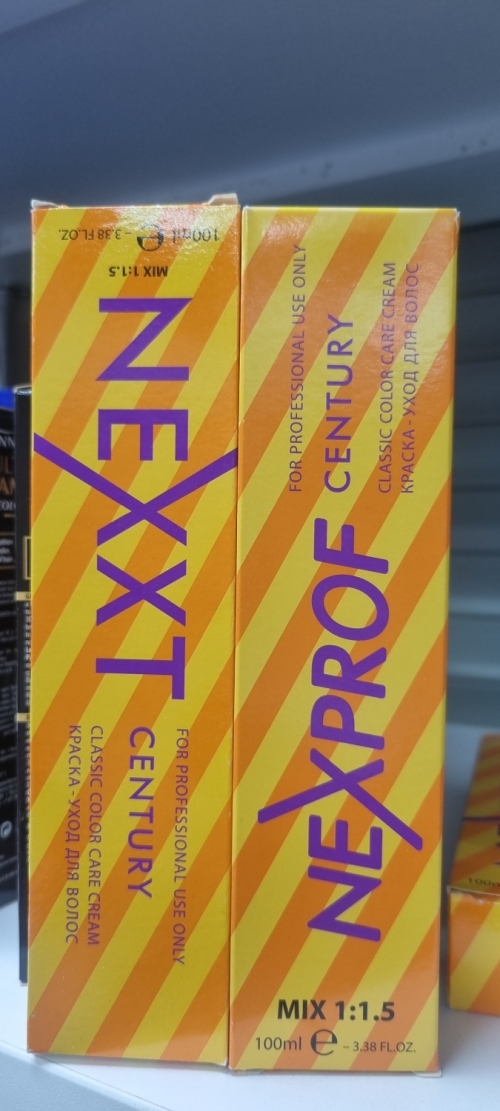 100ml e – 3.38 FL.OZ.
MIX 1:1.5
NEXXT
CENTURY
FOR PROFESSIONAL USE ONLY
CLASSIC COLOR CARE CREAM
КРАСКА - УХОД ДЛЯ ВОЛОС
NEXPROF
CENTURY
FOR PROFESSIONAL USE ONLY
CLASSIC COLOR CARE CREAM
КРАСКА - УХОД ДЛЯ ВОЛОС
MIX 1:1.5
100ml e – 3.38 FL.OZ.
100ml